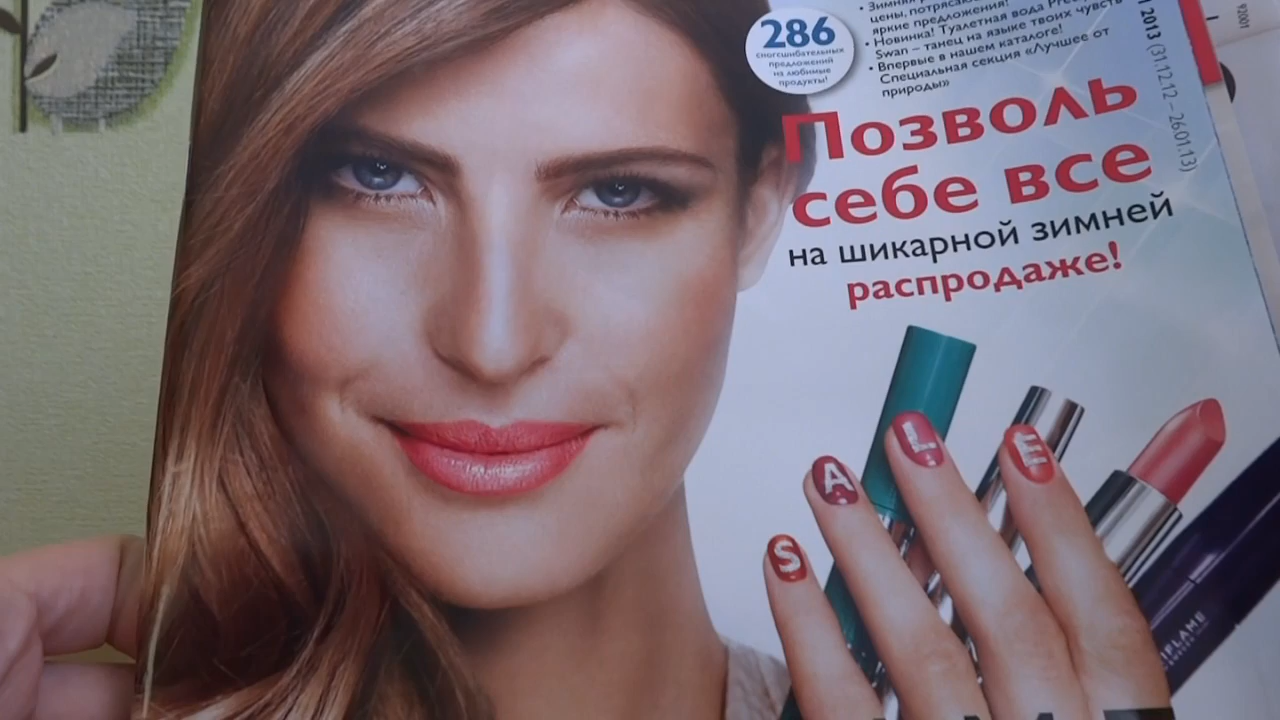 286
сногсшибательных
предложений
на любимые
продукты!
• Зимняя
цены,
яркие предложения!
• Новинка! Туалетная вода
Swan – танец на языке твоих чувств
• Впервые в нашем каталоге!
Специальная секция «Лучшее от
природы»
2013 (31.12.12 – 26.01.13)
Позволь
себе все
на шикарной зимней
распродаже!
S A L E